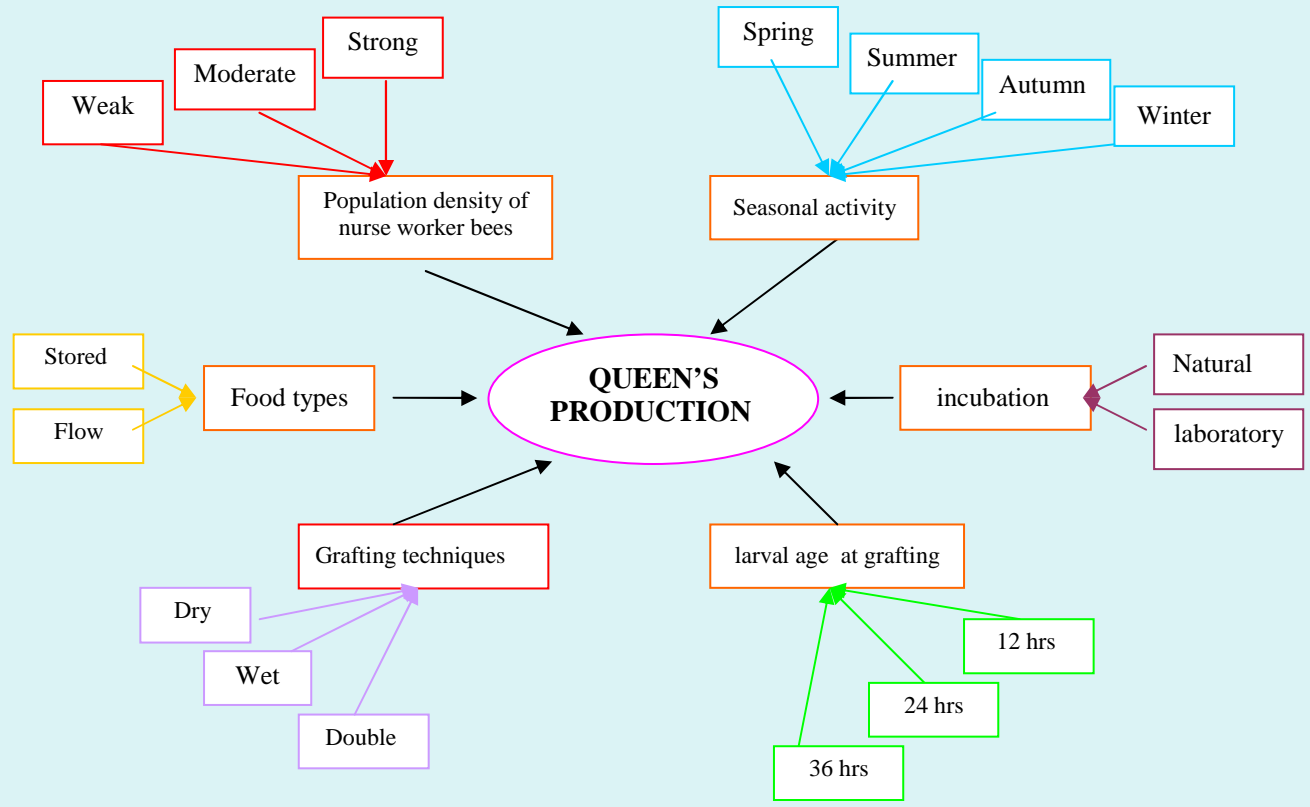 Strong
Moderate
Weak
Population density of
nurse worker bees
Spring
Summer
Autumn
Winter
Seasonal activity
Stored
Flow
Food types
QUEEN'S
PRODUCTION
incubation
Natural
laboratory
Grafting techniques
Dry
Wet
Double
larval age at grafting
12 hrs
24 hrs
36 hrs